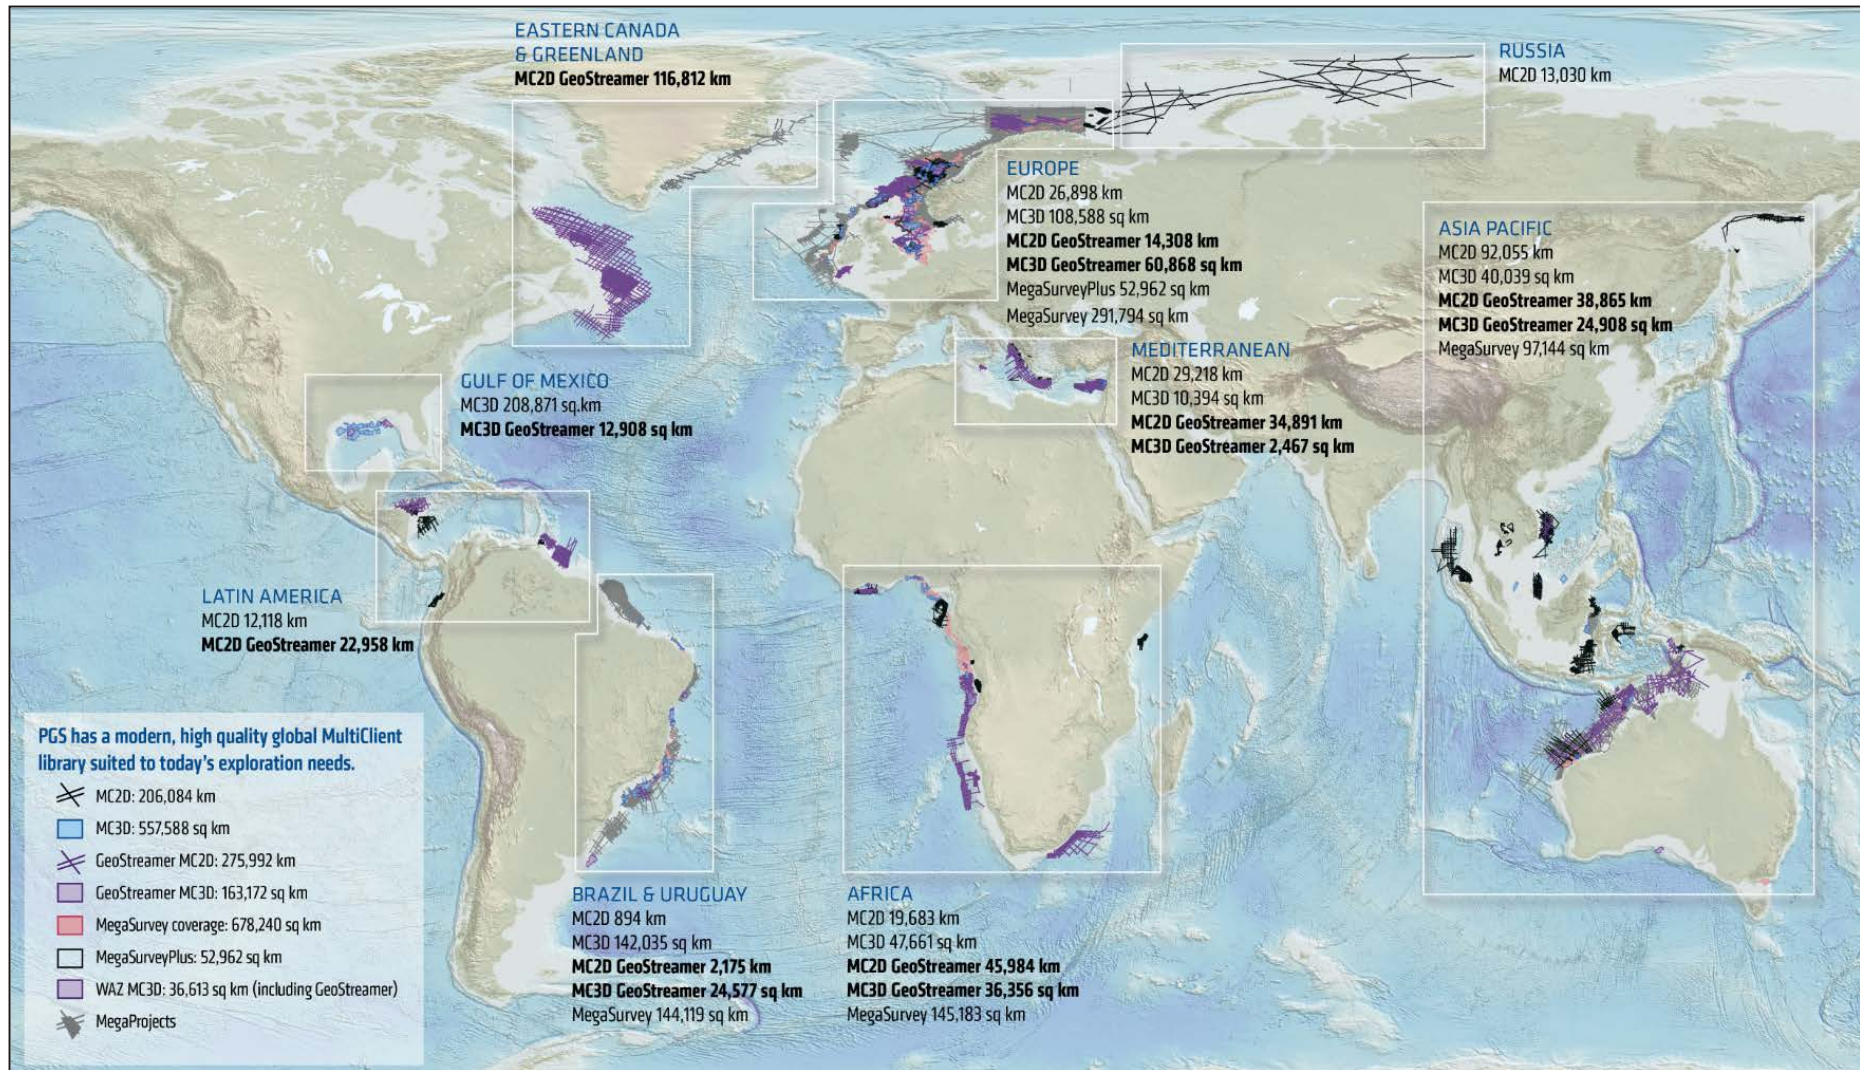 EASTERN CANADA
& GREENLAND
MC2D GeoStreamer 116,812 km
RUSSIA
MC2D 13,030 km
EUROPE
MC2D 26,898 km
MC3D 108,588 sq km
MC2D GeoStreamer 14,308 km
MC3D GeoStreamer 60,868 sq km
MegaSurveyPlus 52,962 sq km
MegaSurvey 291,794 sq km
ASIA PACIFIC
MC2D 92,055 km
MC3D 40,039 sq km
MC2D GeoStreamer 38,865 km
MC3D GeoStreamer 24,908 sq km
MegaSurvey 97,144 sq km
MEDITERRANEAN
MC2D 29,218 km
MC3D 10,394 sq km
MC2D GeoStreamer 34,891 km
MC3D GeoStreamer 2,467 sq km
GULF OF MEXICO
MC3D 208,871 sq.km
MC3D GeoStreamer 12,908 sq km
LATIN AMERICA
MC2D 12,118 km
MC2D GeoStreamer 22,958 km
PGS has a modern, high quality global MultiClient
library suited to today's exploration needs.
MC2D: 206,084 km
MC3D: 557,588 sq km
GeoStreamer MC2D: 275,992 km
GeoStreamer MC3D: 163,172 sq km
MegaSurvey coverage: 678,240 sq km
MegaSurveyPlus: 52,962 sq km
WAZ MC3D: 36,613 sq km (including GeoStreamer)
MegaProjects
BRAZIL & URUGUAY
MC2D 894 km
MC3D 142,035 sq km
MC2D GeoStreamer 2,175 km
MC3D GeoStreamer 24,577 sq km
MegaSurvey 144,119 sq km
AFRICA
MC2D 19,683 km
MC3D 47,661 sq km
MC2D GeoStreamer 45,984 km
MC3D GeoStreamer 36,356 sq km
MegaSurvey 145,183 sq km